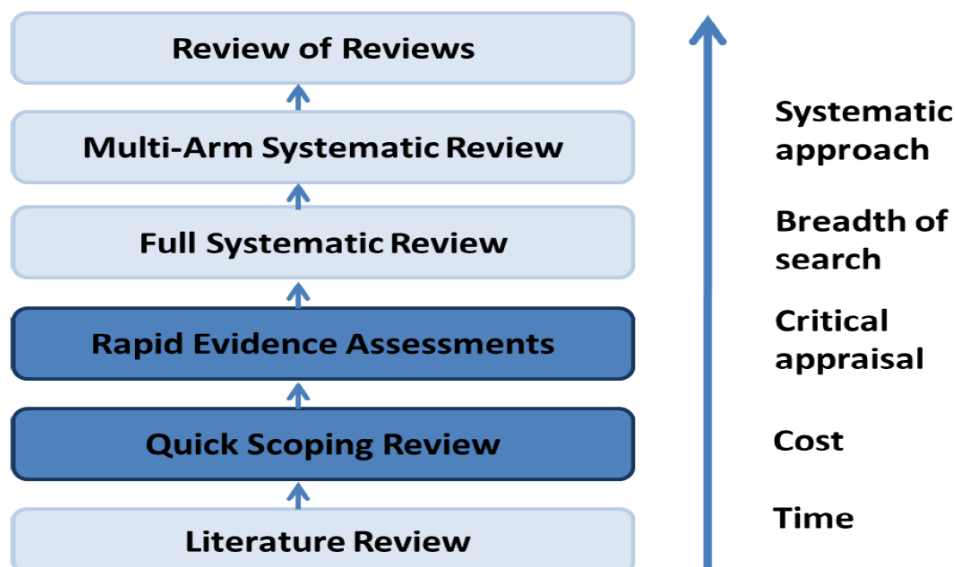 Review of Reviews
Multi-Arm Systematic Review
Full Systematic Review
Rapid Evidence Assessments
Quick Scoping Review
Literature Review
Systematic
approach
Breadth of
search
Critical
appraisal
Cost
Time